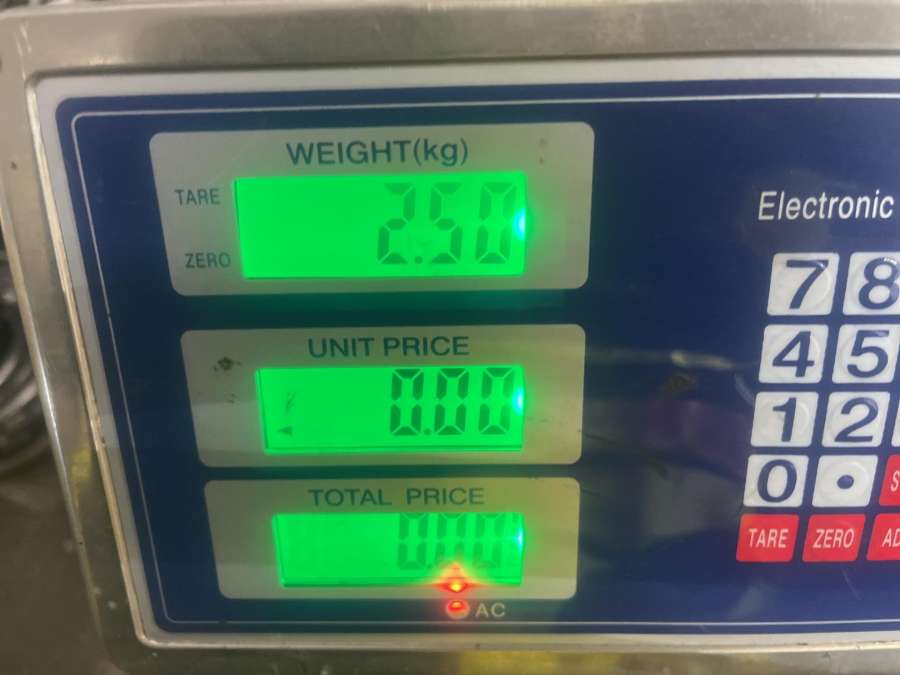 WEIGHT(kg)
TARE
2.50
ZERO
Electronic
UNIT PRICE
0.00
TOTAL PRICE
0.00
AC
7 8
4 5
1 2
0 •
TARE ZERO